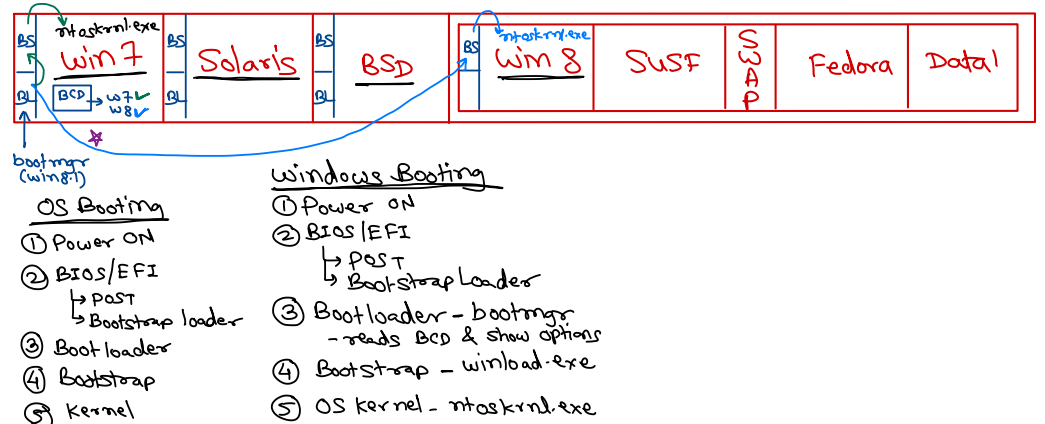 BS
ntoskrnl.exe
Win 7
BL
BCD → W7 ✓
W8 ✓
BS
Solaris
BL
BS
BSD
BL
BS
ntoskrnl.exe
Win 8
SUSE
SWAP
Fedora
Data1
bootmgr
(win8.1)
OS Booting
① Power ON
② BIOS/EFI
↳ POST
↳ Bootstrap loader
③ Bootloader
④ Bootstrap
⑤ Kernel
Windows Booting
① Power ON
② BIOS/EFI
↳ POST
↳ Bootstrap Loader
③ Bootloader - bootmgr
- reads BCD & show options
④ Bootstrap - winload.exe
⑤ OS kernel - ntoskrnl.exe